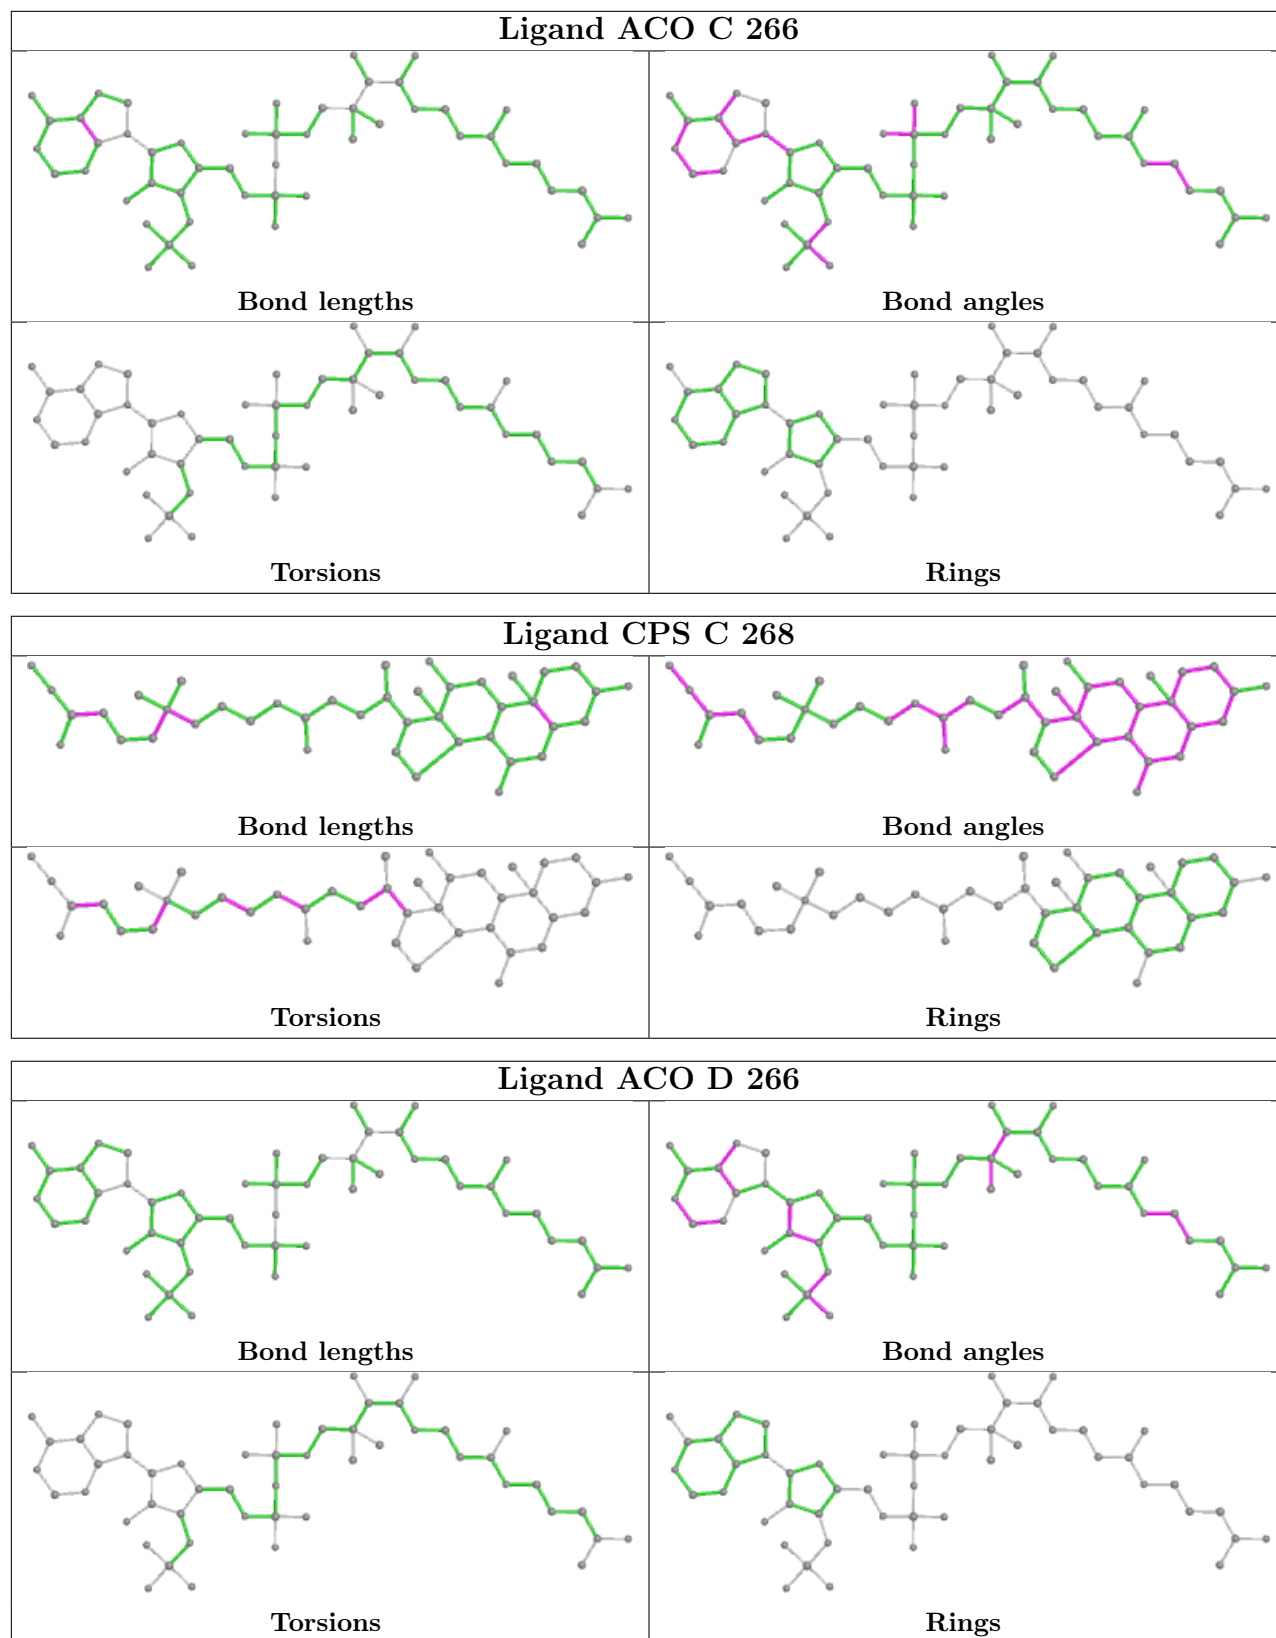 Ligand ACO C 266
Bond lengths
Bond angles
Torsions
Rings
Ligand CPS C 268
Bond lengths
Bond angles
Torsions
Rings
Ligand ACO D 266
Bond lengths
Bond angles
Torsions
Rings